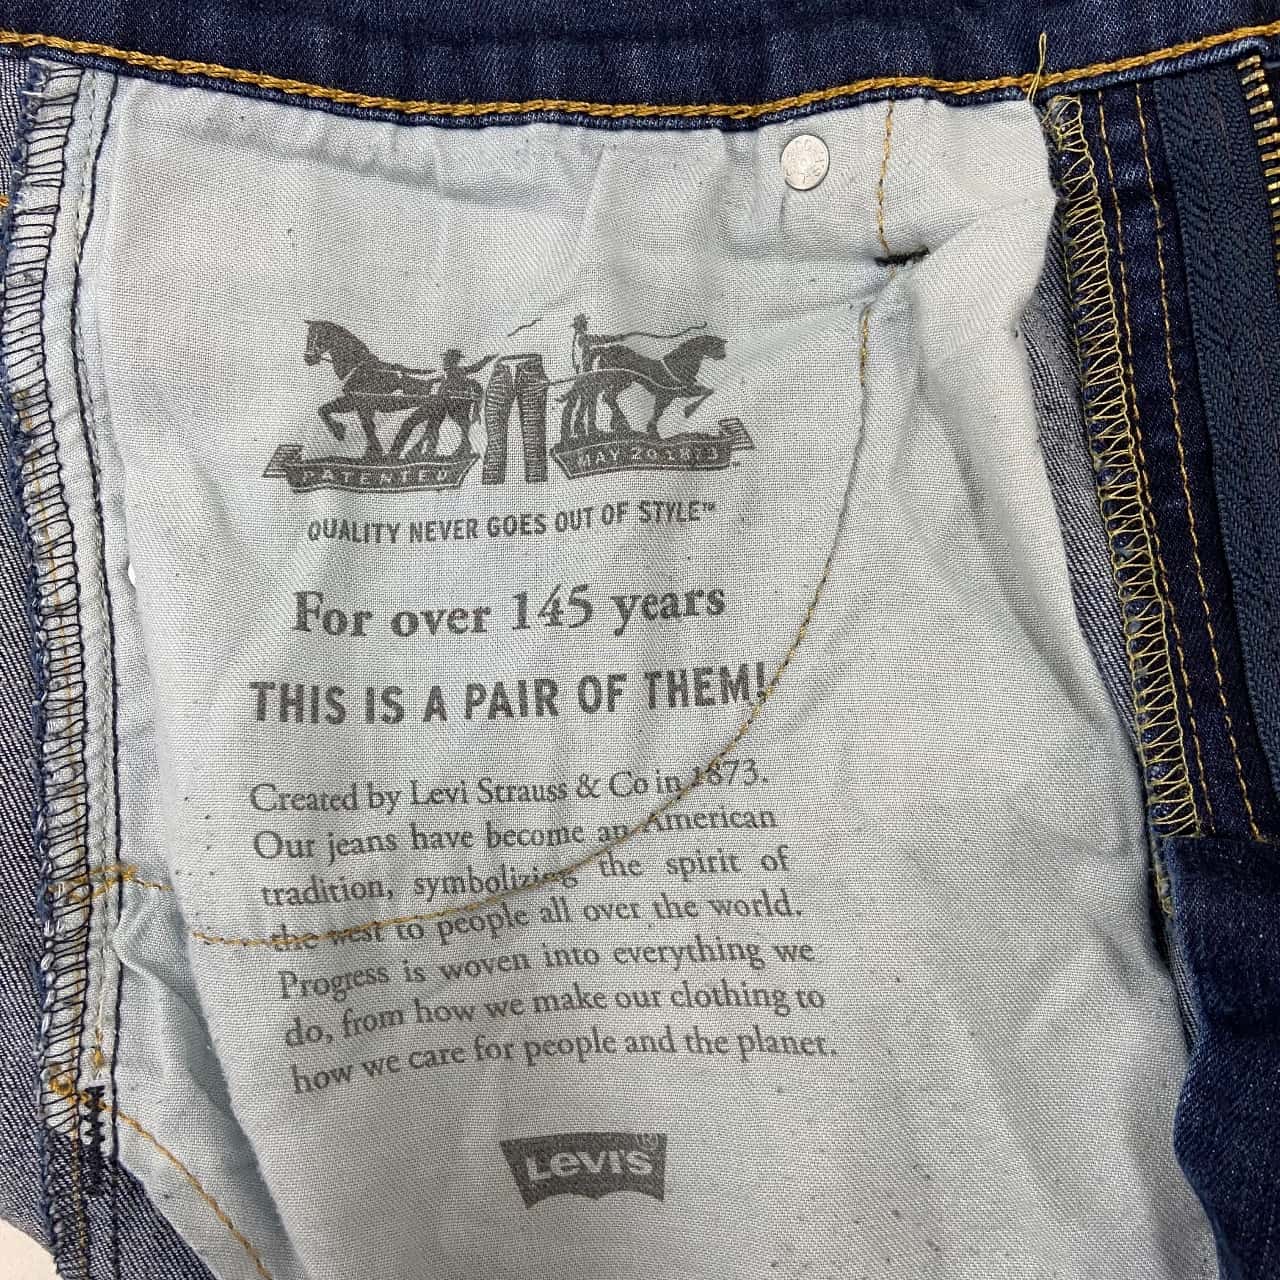 PATENTED MAY 20 1873
QUALITY NEVER GOES OUT OF STYLE™
For over 145 years
THIS IS A PAIR OF THEM!
Created by Levi Strauss & Co in 1873.
Our jeans have become an American
tradition, symbolizing the spirit of
the west to people all over the world.
Progress is woven into everything we
do, from how we make our clothing to
how we care for people and the planet.
LEVI'S®